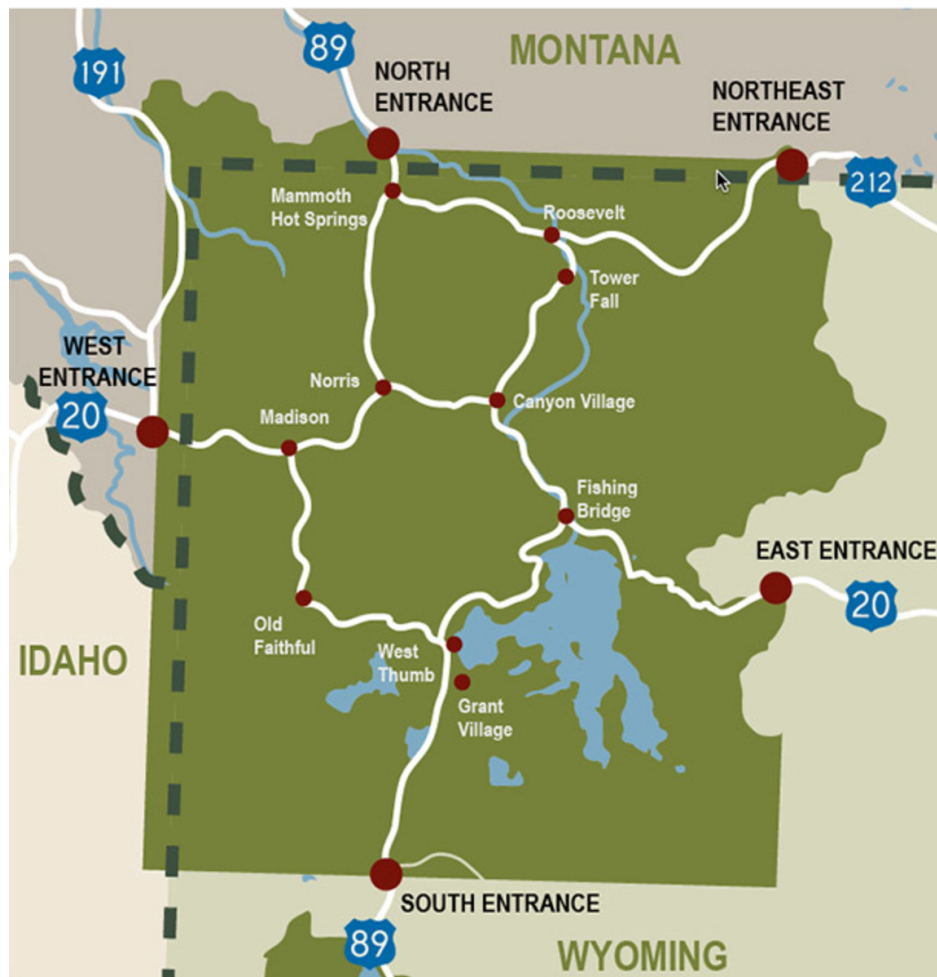 89
MONTANA
191
NORTH
ENTRANCE
NORTHEAST
ENTRANCE
212
Mammoth
Hot Springs
Roosevelt
Tower
Fall
WEST
ENTRANCE
20
Norris
Madison
Canyon Village
Fishing
Bridge
EAST ENTRANCE
20
Old
Faithful
IDAHO
West
Thumb
Grant
Village
SOUTH ENTRANCE
89
WYOMING